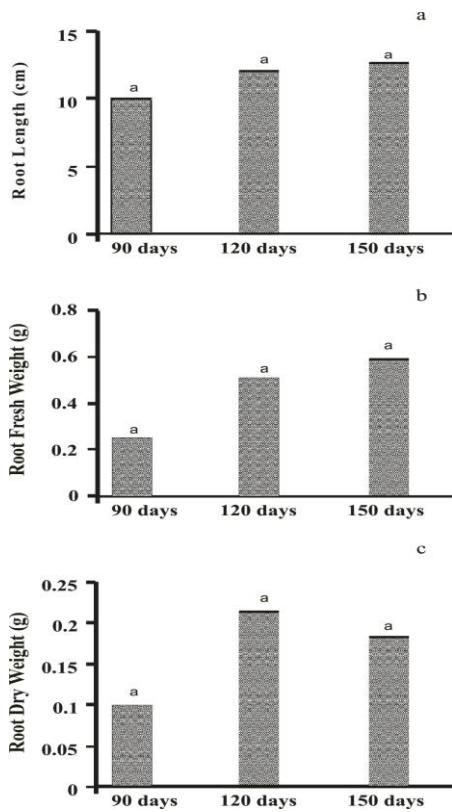 a
Root Length (cm)
15
10
5
0
a
a
a
90 days
120 days
150 days
b
Root Fresh Weight (g)
0.8
0.6
0.4
0.2
0
a
a
a
90 days
120 days
150 days
c
Root Dry Weight (g)
0.25
0.2
0.15
0.1
0.05
0
a
a
a
90 days
120 days
150 days